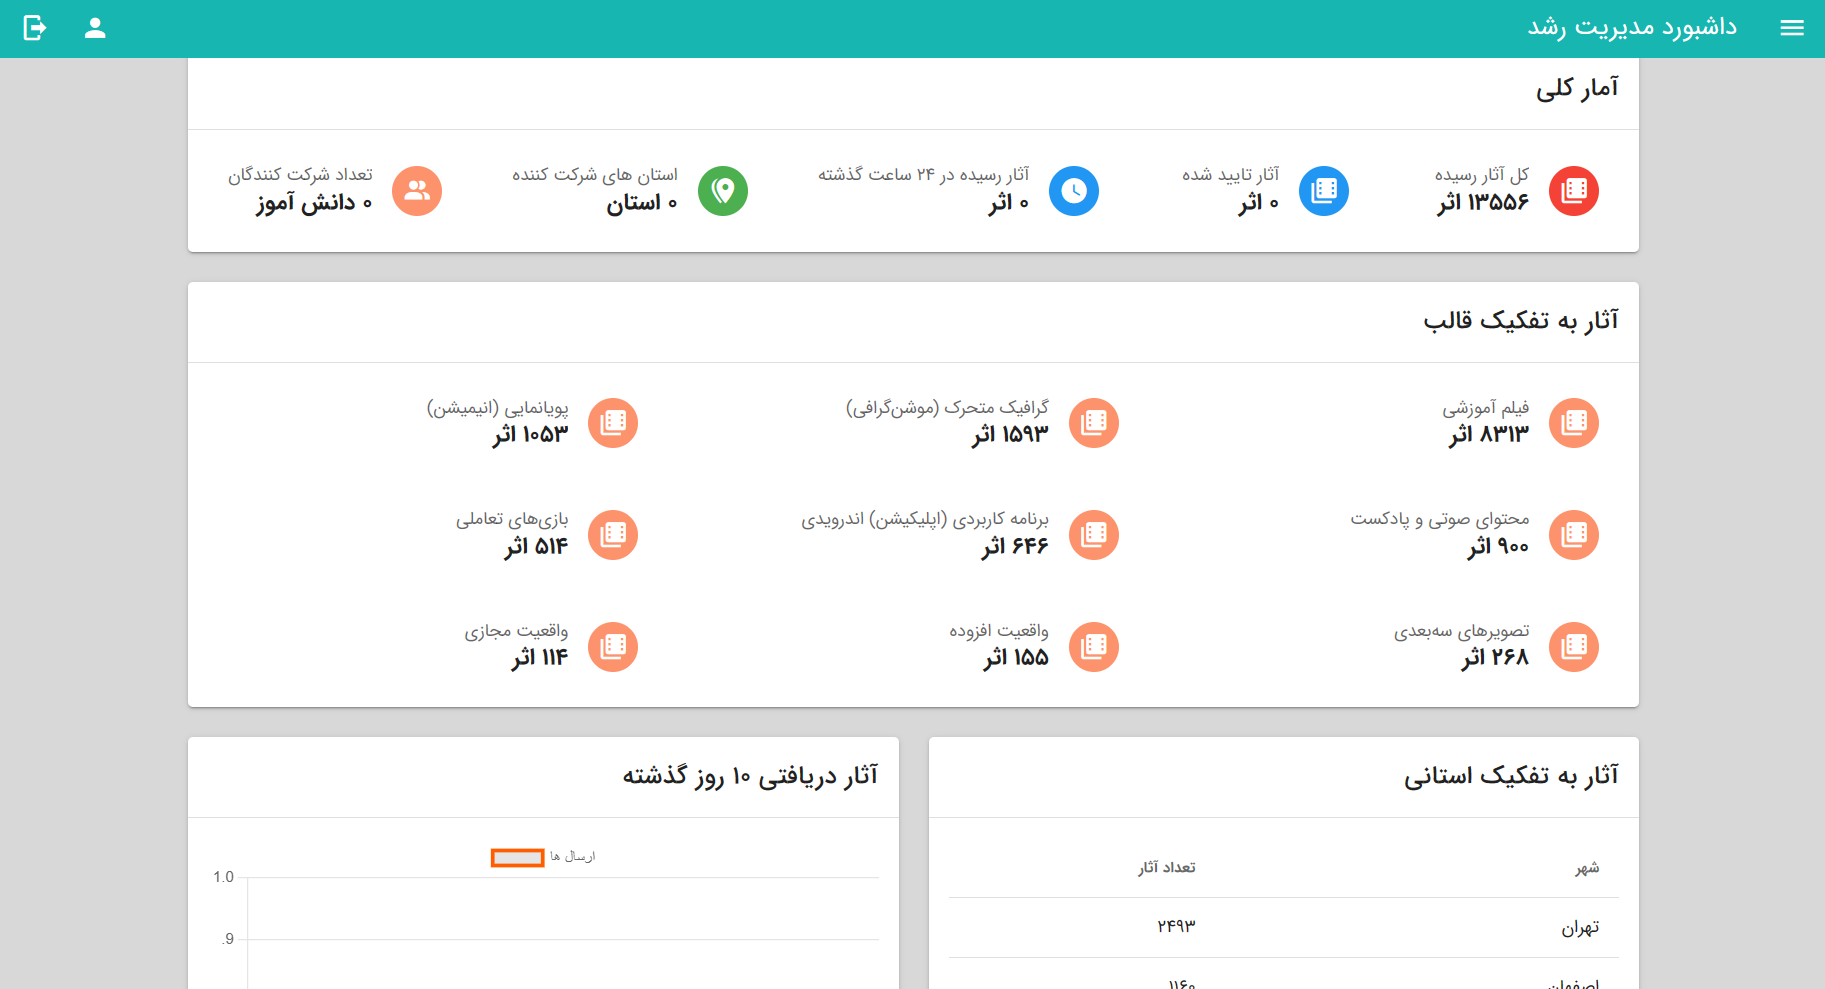 داشبورد مدیریت رشد
آمار کلی
کل آثار رسیده
۱۳۵۵۶ اثر
آثار تایید شده
۰ اثر
آثار رسیده در ۲۴ ساعت گذشته
۰ اثر
استان های شرکت کننده
۰ استان
تعداد شرکت کنندگان
۰ دانش آموز
آثار به تفکیک قالب
فیلم آموزشی
۸۳۱۳ اثر
گرافیک متحرک (موشن‌گرافی)
۱۵۹۳ اثر
پویانمایی (انیمیشن)
۱۰۵۳ اثر
محتوای صوتی و پادکست
۹۰۰ اثر
برنامه کاربردی (اپلیکیشن) اندرویدی
۶۴۶ اثر
بازی‌های تعاملی
۵۱۴ اثر
تصویرهای سه‌بعدی
۲۶۸ اثر
واقعیت افزوده
۱۵۵ اثر
واقعیت مجازی
۱۱۴ اثر
آثار به تفکیک استانی
شهر
تعداد آثار
تهران
۲۴۹۳
اصفهان
۱۱۶۰
آثار دریافتی ۱۰ روز گذشته
ارسال ها
1.0
.9